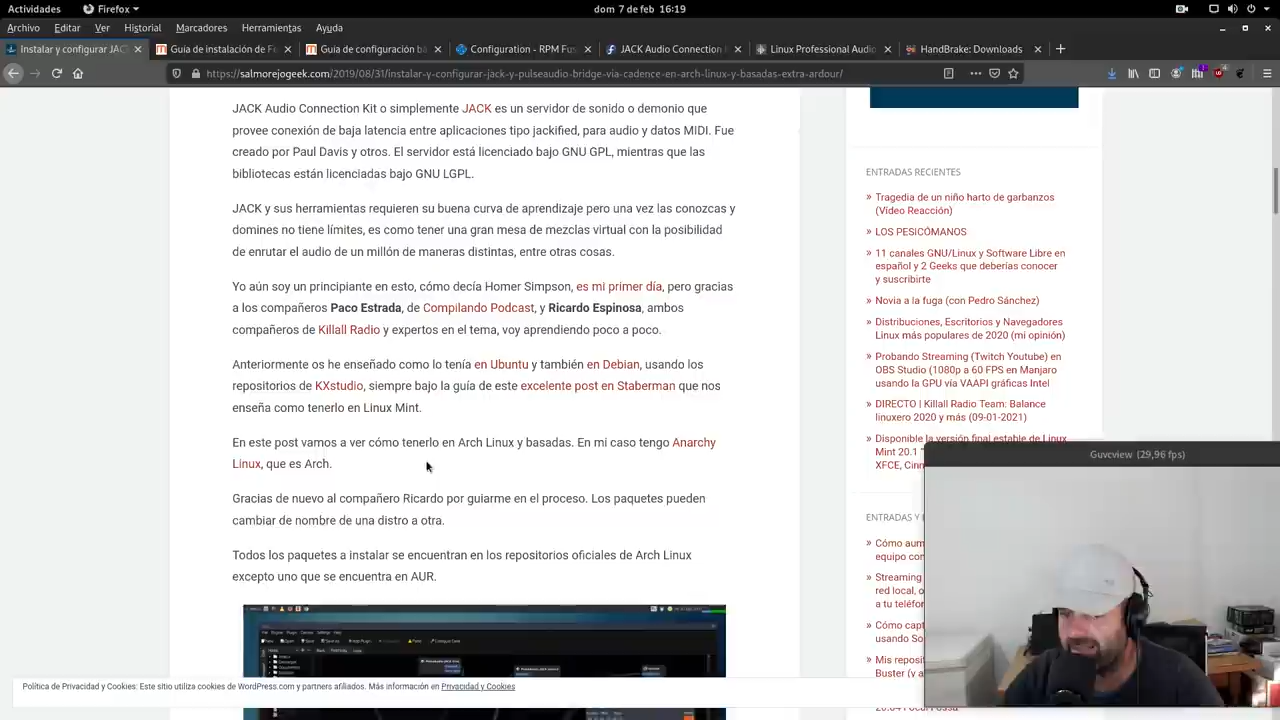 Actividades Firefox dom 7 de feb 16:19
Archivo Editar Ver Historial Marcadores Herramientas Ayuda
Instalar y configurar JAC Guía de instalación de Fe Guía de configuración bá Configuration - RPM Fus JACK Audio Connection Linux Professional Audio HandBrake: Downloads
https://salmorejogeek.com/2019/08/31/instalar-y-configurar-jack-y-pulseaudio-bridge-via-cadence-en-arch-linux-y-basadas-extra-ardour/
JACK Audio Connection Kit o simplemente JACK es un servidor de sonido o demonio que
provee conexión de baja latencia entre aplicaciones tipo jackified, para audio y datos MIDI. Fue
creado por Paul Davis y otros. El servidor está licenciado bajo GNU GPL, mientras que las
bibliotecas están licenciadas bajo GNU LGPL.
JACK y sus herramientas requieren su buena curva de aprendizaje pero una vez las conozcas y
domines no tiene límites, es como tener una gran mesa de mezclas virtual con la posibilidad
de enrutar el audio de un millón de maneras distintas, entre otras cosas.
Yo aún soy un principiante en esto, cómo decía Homer Simpson, es mi primer día, pero gracias
a los compañeros Paco Estrada, de Compilando Podcast, y Ricardo Espinosa, ambos
compañeros de Killall Radio y expertos en el tema, voy aprendiendo poco a poco.
Anteriormente os he enseñado como lo tenía en Ubuntu y también en Debian, usando los
repositorios de KXstudio, siempre bajo la guía de este excelente post en Staberman que nos
enseña como tenerlo en Linux Mint.
En este post vamos a ver cómo tenerlo en Arch Linux y basadas. En mi caso tengo Anarchy
Linux, que es Arch.
Gracias de nuevo al compañero Ricardo por guiarme en el proceso. Los paquetes pueden
cambiar de nombre de una distro a otra.
Todos los paquetes a instalar se encuentran en los repositorios oficiales de Arch Linux
excepto uno que se encuentra en AUR.
ENTRADAS RECIENTES
» Tragedia de un niño harto de garbanzos
(Vídeo Reacción)
» LOS PESICÓMANOS
» 11 canales GNU/Linux y Software Libre en
español y 2 Geeks que deberías conocer
y suscribirte
» Novia a la fuga (con Pedro Sánchez)
» Distribuciones, Escritorios y Navegadores
Linux más populares de 2020 (mi opinión)
» Probando Streaming (Twitch Youtube) en
OBS Studio (1080p a 60 FPS en Manjaro
usando la GPU vía VAAPI gráficas Intel
» DIRECTO | Killall Radio Team: Balance
linuxero 2020 y más (09-01-2021)
» Disponible la versión final estable de Linux
Mint 20.1
XFCE, Cinn
Guvcview (29,96 fps)
ENTRADAS Y
» Cómo aum
equipo con
» Streaming
red local, o
a tu teléfor
» Cómo capt
usando So
» Mis reposit
Buster (y a
Política de Privacidad y Cookies: Este sitio utiliza cookies de WordPress.com y partners afiliados. Más información en Privacidad y Cookies